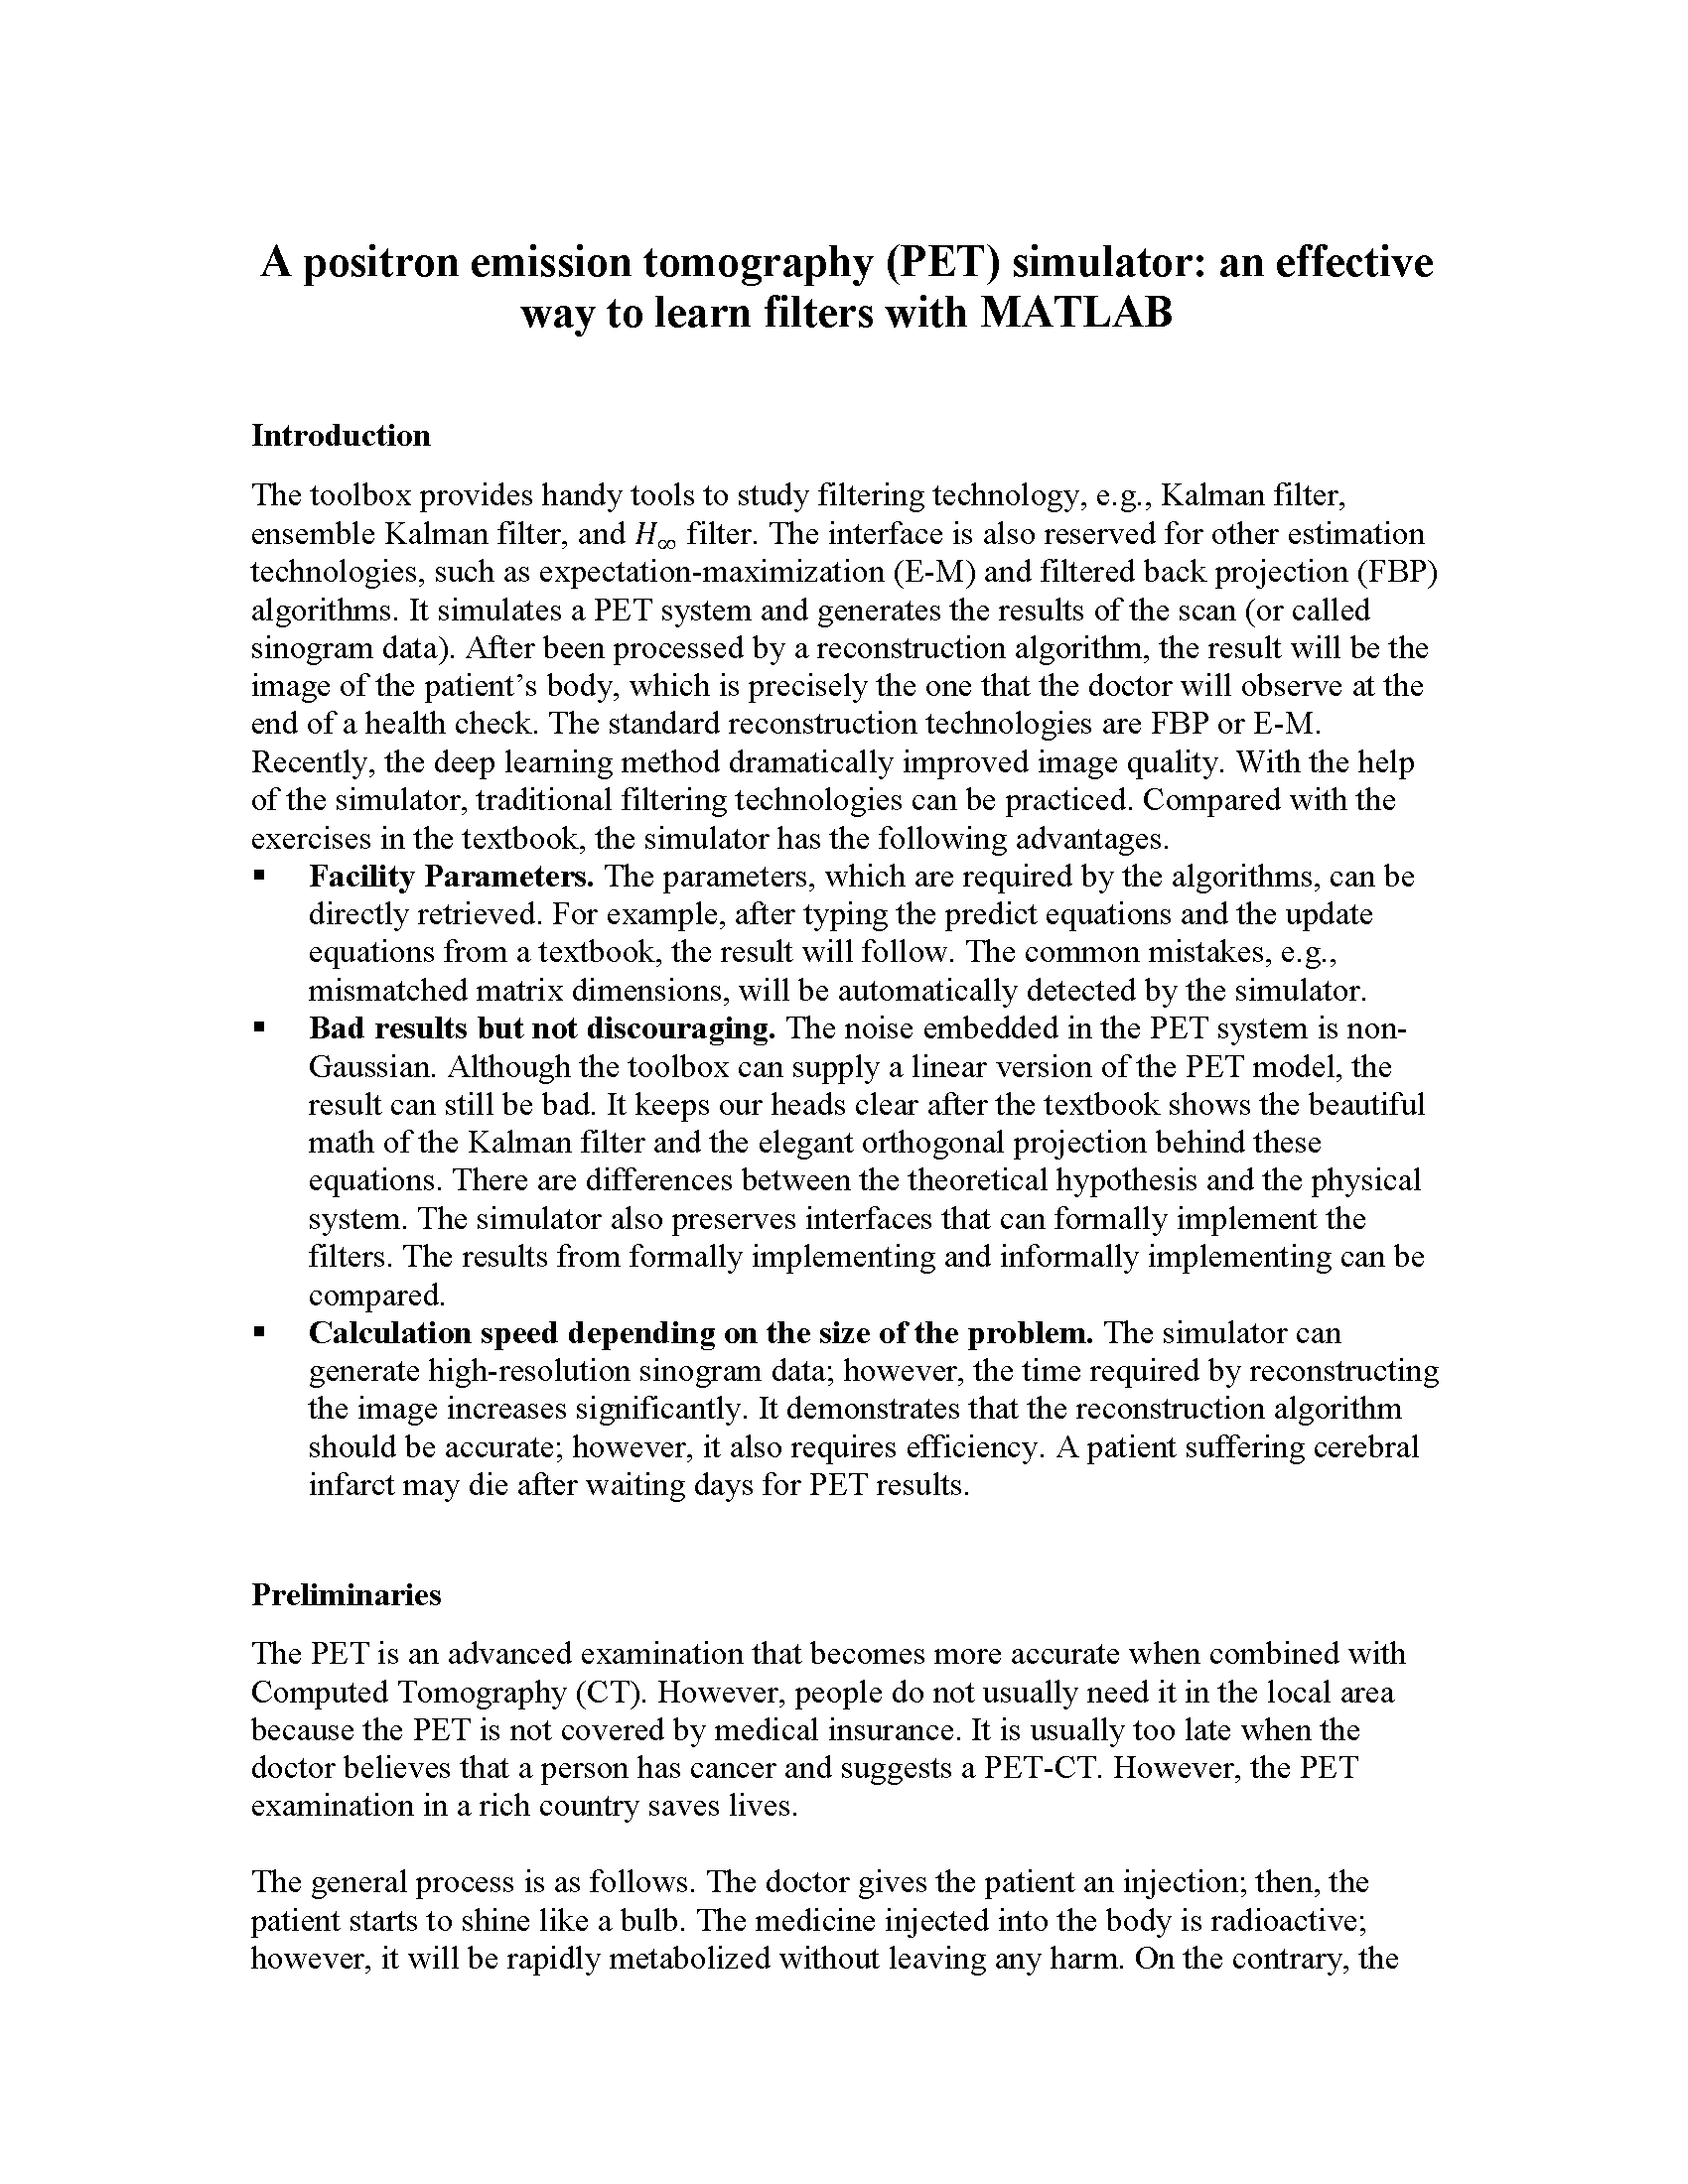 A positron emission tomography (PET) simulator: an effective
way to learn filters with MATLAB
Introduction
The toolbox provides handy tools to study filtering technology, e.g., Kalman filter,
ensemble Kalman filter, and H∞ filter. The interface is also reserved for other estimation
technologies, such as expectation-maximization (E-M) and filtered back projection (FBP)
algorithms. It simulates a PET system and generates the results of the scan (or called
sinogram data). After been processed by a reconstruction algorithm, the result will be the
image of the patient’s body, which is precisely the one that the doctor will observe at the
end of a health check. The standard reconstruction technologies are FBP or E-M.
Recently, the deep learning method dramatically improved image quality. With the help
of the simulator, traditional filtering technologies can be practiced. Compared with the
exercises in the textbook, the simulator has the following advantages.
▪ Facility Parameters. The parameters, which are required by the algorithms, can be
directly retrieved. For example, after typing the predict equations and the update
equations from a textbook, the result will follow. The common mistakes, e.g.,
mismatched matrix dimensions, will be automatically detected by the simulator.
▪ Bad results but not discouraging. The noise embedded in the PET system is non-
Gaussian. Although the toolbox can supply a linear version of the PET model, the
result can still be bad. It keeps our heads clear after the textbook shows the beautiful
math of the Kalman filter and the elegant orthogonal projection behind these
equations. There are differences between the theoretical hypothesis and the physical
system. The simulator also preserves interfaces that can formally implement the
filters. The results from formally implementing and informally implementing can be
compared.
▪ Calculation speed depending on the size of the problem. The simulator can
generate high-resolution sinogram data; however, the time required by reconstructing
the image increases significantly. It demonstrates that the reconstruction algorithm
should be accurate; however, it also requires efficiency. A patient suffering cerebral
infarct may die after waiting days for PET results.
Preliminaries
The PET is an advanced examination that becomes more accurate when combined with
Computed Tomography (CT). However, people do not usually need it in the local area
because the PET is not covered by medical insurance. It is usually too late when the
doctor believes that a person has cancer and suggests a PET-CT. However, the PET
examination in a rich country saves lives.
The general process is as follows. The doctor gives the patient an injection; then, the
patient starts to shine like a bulb. The medicine injected into the body is radioactive;
however, it will be rapidly metabolized without leaving any harm. On the contrary, the